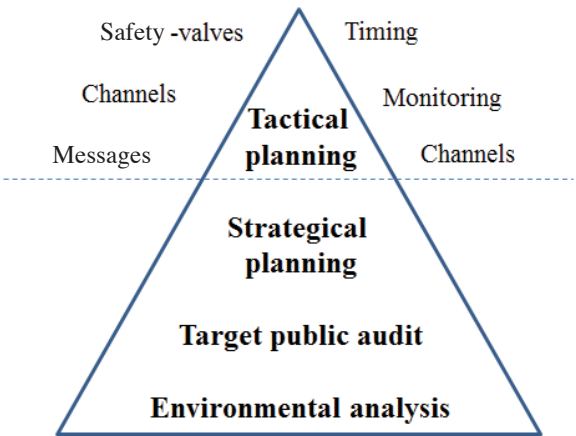 Safety -valves
Timing
Channels
Monitoring
Tactical
planning
Messages
Channels
Strategical
planning
Target public audit
Environmental analysis